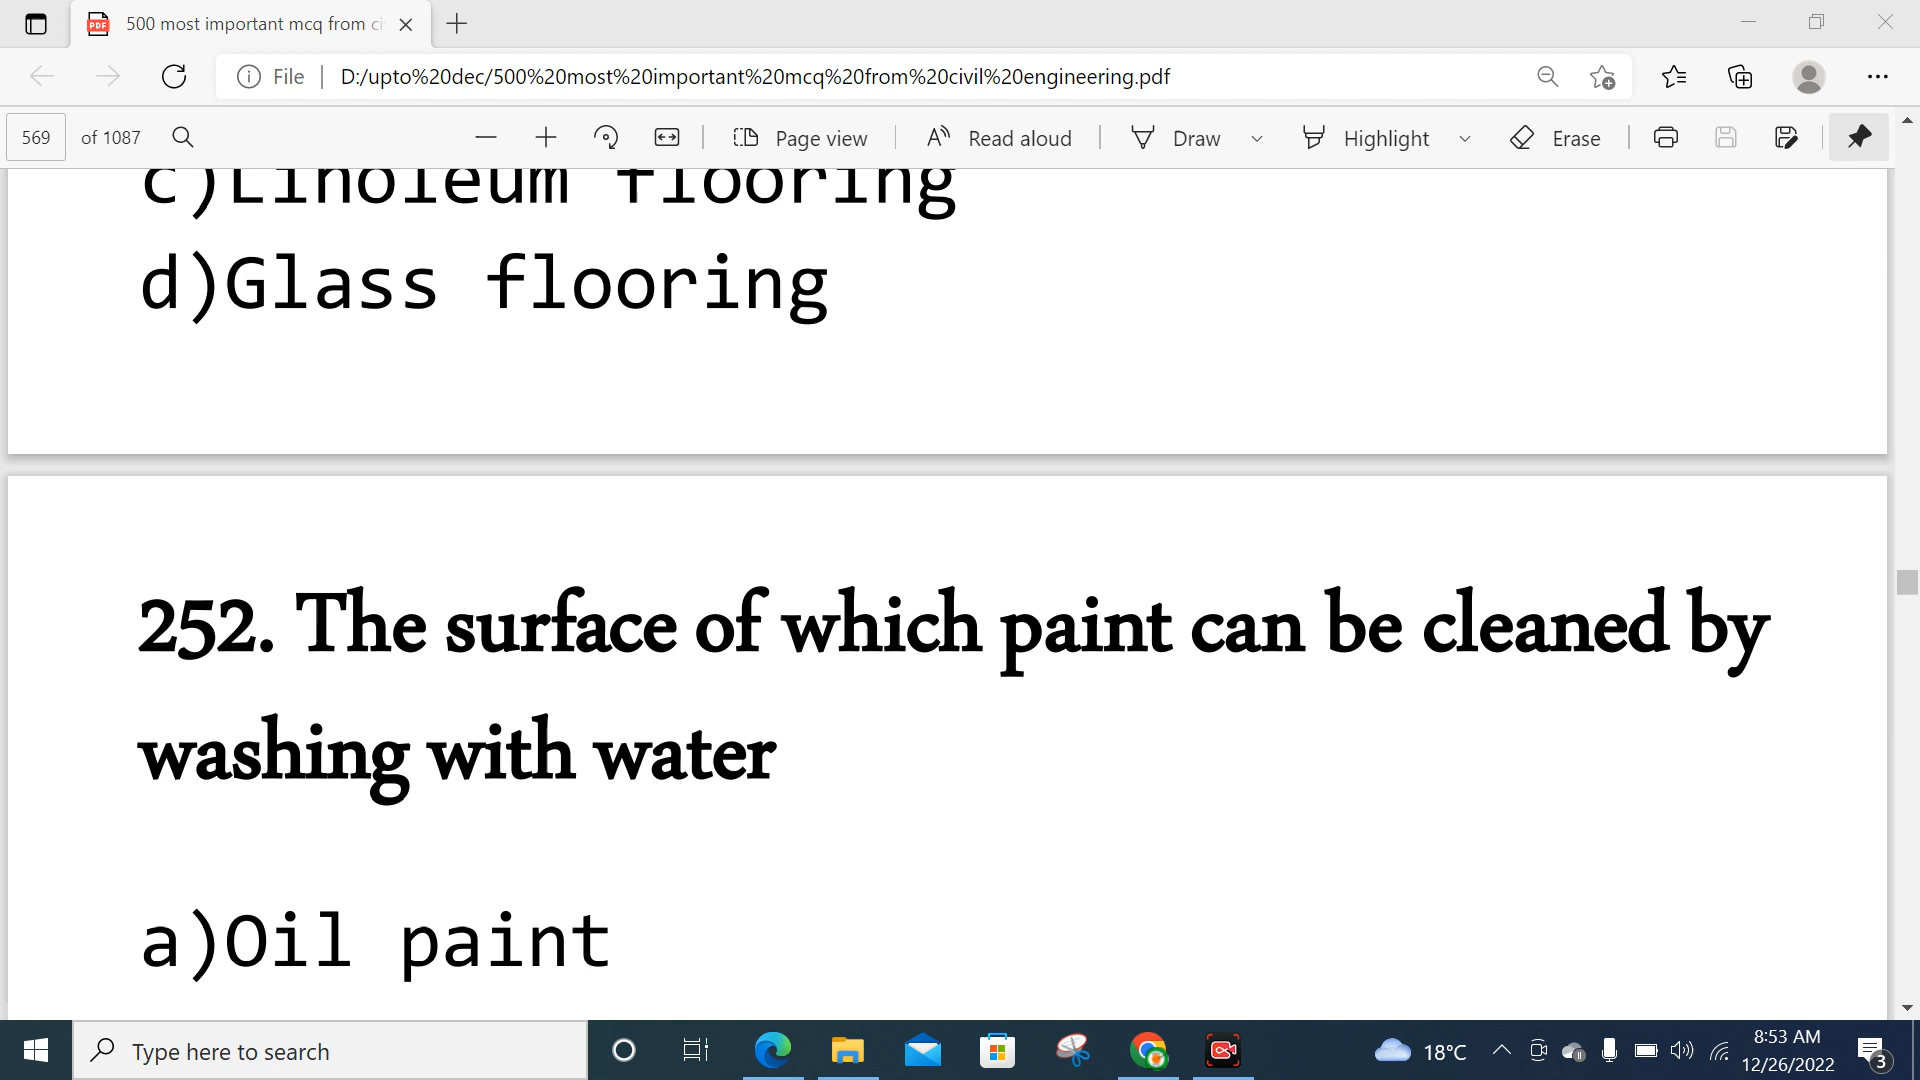 500 most important mcq from ci
File D:/upto%20dec/500%20most%20important%20mcq%20from%20civil%20engineering.pdf
569 of 1087 Page view Read aloud Draw Highlight Erase
c)Linoleum flooring
d)Glass flooring
252. The surface of which paint can be cleaned by
washing with water
a)Oil paint
Type here to search
18°C
8:53 AM
12/26/2022
3